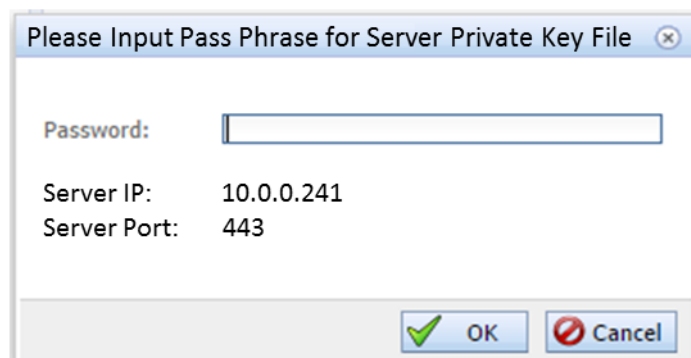 Please Input Pass Phrase for Server Private Key File
Password:
Server IP: 10.0.0.241
Server Port: 443
OK Cancel